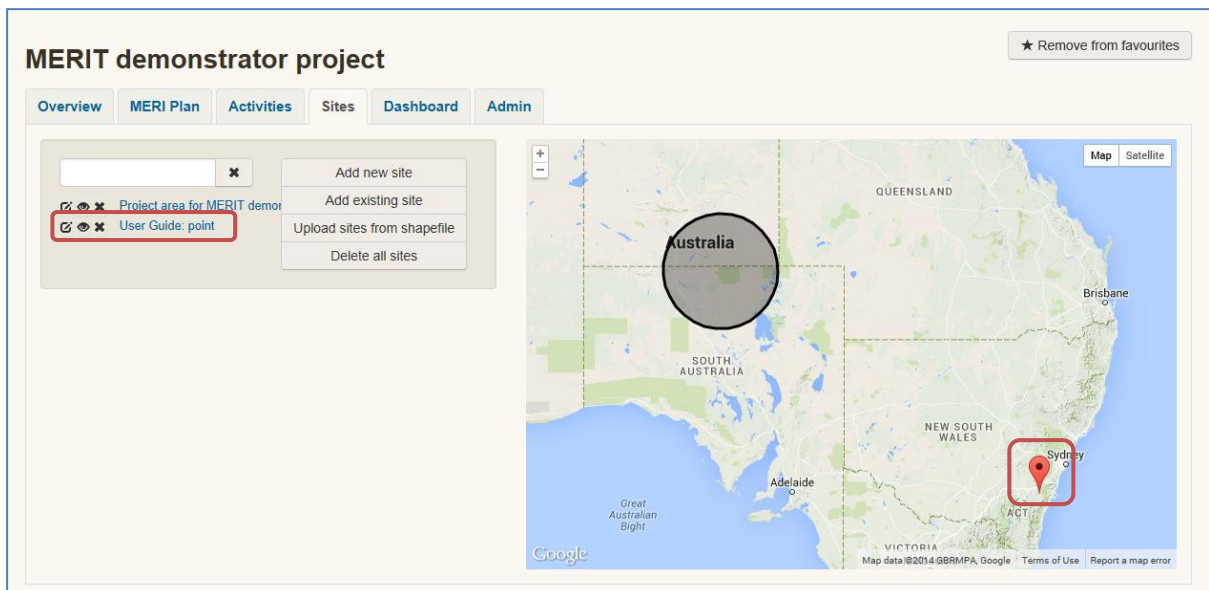 MERIT demonstrator project
★ Remove from favourites
Overview MERI Plan Activities Sites Dashboard Admin
Project area for MERIT demor
User Guide: point
Add new site
Add existing site
Upload sites from shapefile
Delete all sites
+
−
Map Satellite
QUEENSLAND
Australia
Brisbane
SOUTH
AUSTRALIA
NEW SOUTH
WALES
Sydney
Adelaide
ACT
Great
Australian
Bight
VICTORIA
Google
Map data ©2014 GBRMPA, Google Terms of Use Report a map error